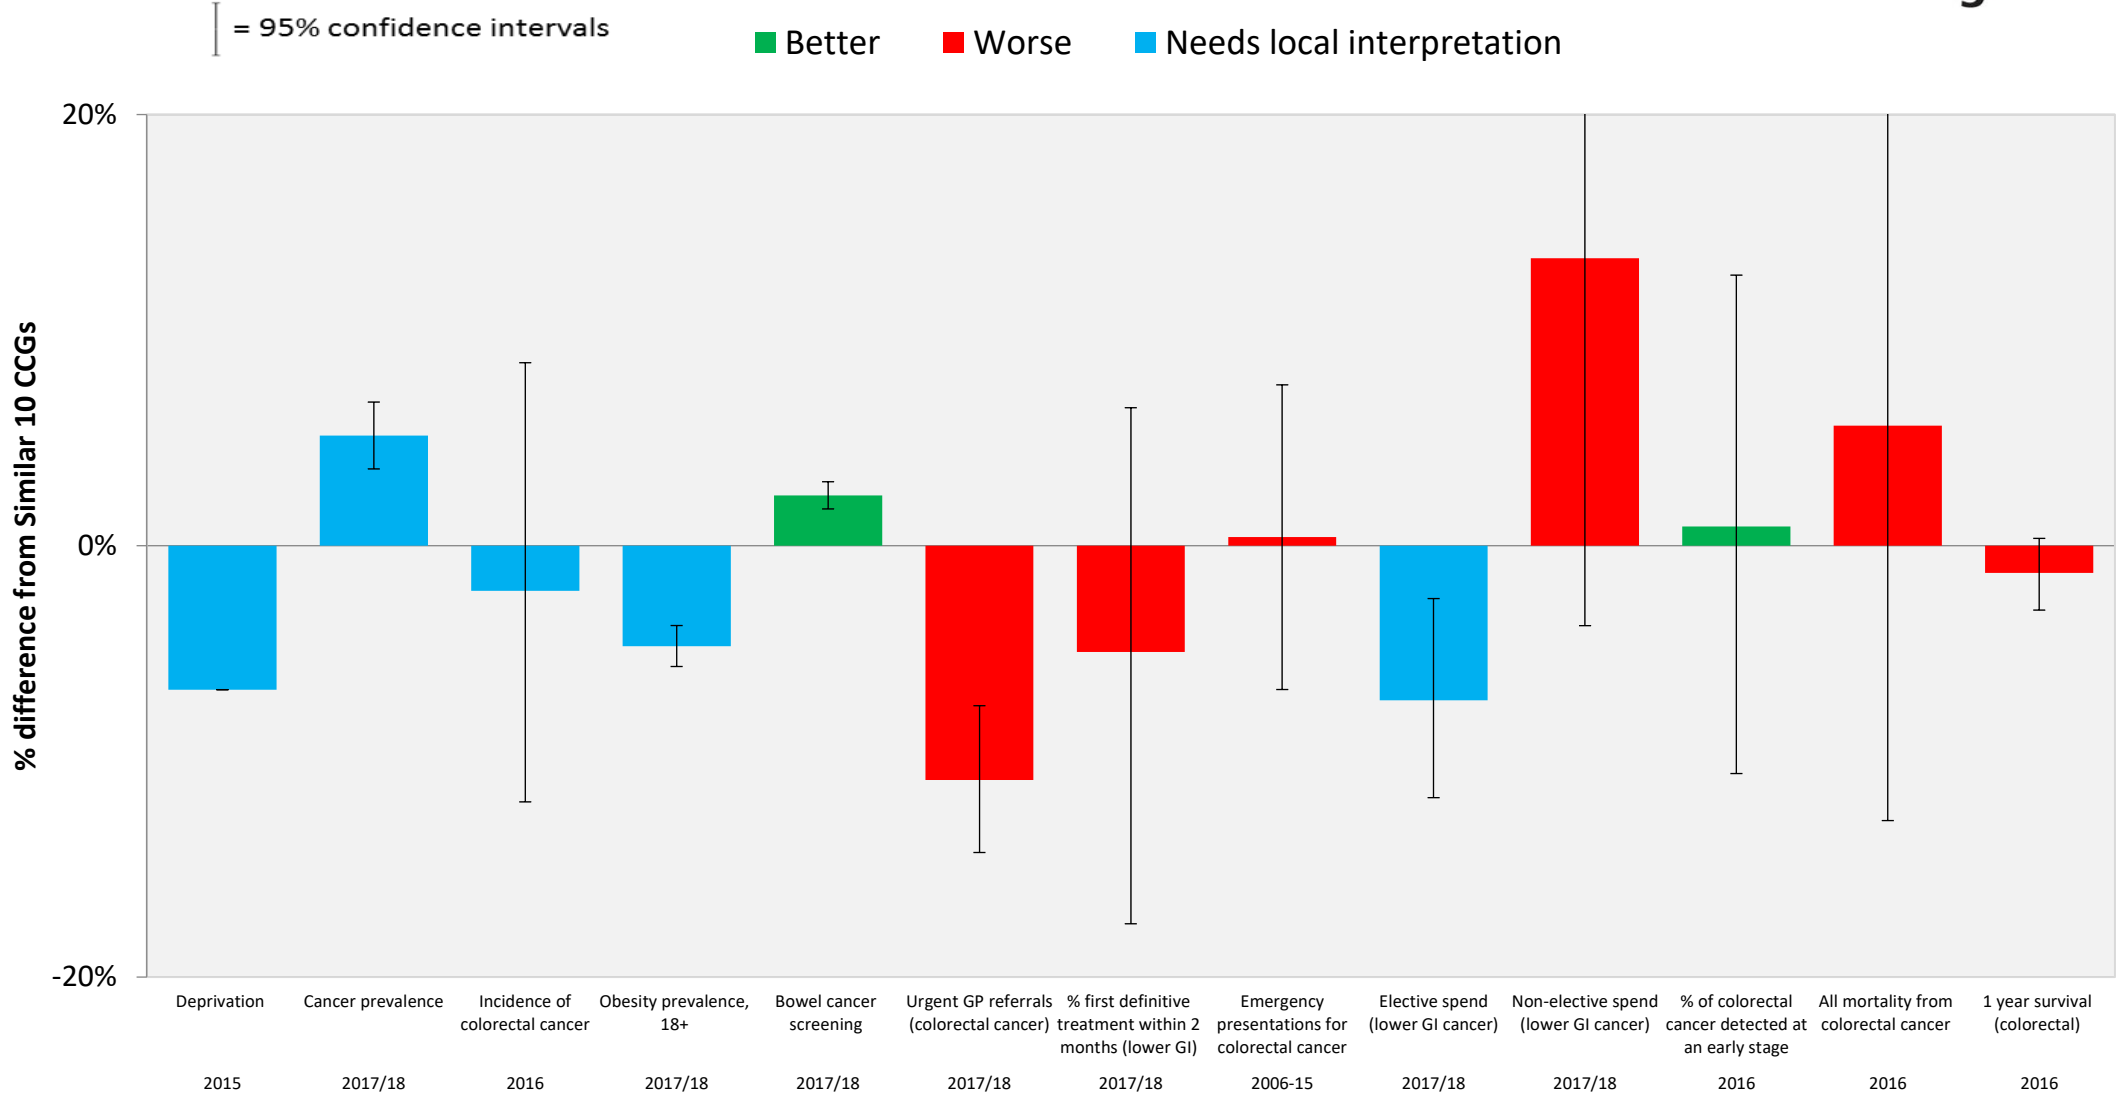 = 95% confidence intervals
Better
Worse
Needs local interpretation
20%
0%
-20%
% difference from Similar 10 CCGs
Deprivation
2015
Cancer prevalence
2017/18
Incidence of
colorectal cancer
2016
Obesity prevalence,
18+
2017/18
Bowel cancer
screening
2017/18
Urgent GP referrals
(colorectal cancer)
2017/18
% first definitive
treatment within 2
months (lower GI)
2017/18
Emergency
presentations for
colorectal cancer
2006-15
Elective spend
(lower GI cancer)
2017/18
Non-elective spend
(lower GI cancer)
2017/18
% of colorectal
cancer detected at
an early stage
2016
All mortality from
colorectal cancer
2016
1 year survival
(colorectal)
2016